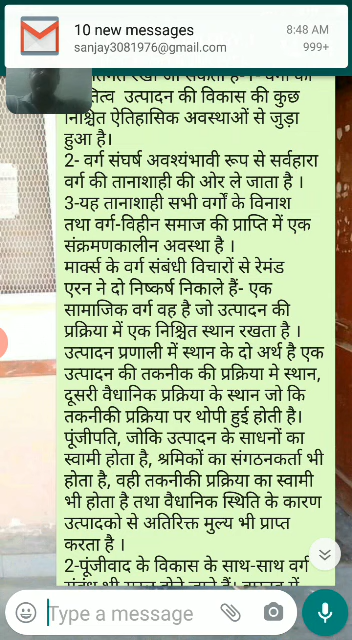 10 new messages
8:48 AM
sanjay3081976@gmail.com
999+
उत्पादन की विकास की कुछ
निश्चित ऐतिहासिक अवस्थाओं से जुड़ा
हुआ है।
2- वर्ग संघर्ष अवश्यंभावी रूप से सर्वहारा
वर्ग की तानाशाही की ओर ले जाता है ।
3-यह तानाशाही सभी वर्गों के विनाश
तथा वर्ग-विहीन समाज की प्राप्ति में एक
संक्रमणकालीन अवस्था है ।
मार्क्स के वर्ग संबंधी विचारों से रेमंड
एरन ने दो निष्कर्ष निकाले हैं- एक
सामाजिक वर्ग वह है जो उत्पादन की
प्रक्रिया में एक निश्चित स्थान रखता है ।
उत्पादन प्रणाली में स्थान के दो अर्थ है एक
उत्पादन की तकनीक की प्रक्रिया मे स्थान,
दूसरी वैधानिक प्रक्रिया के स्थान जो कि
तकनीकी प्रक्रिया पर थोपी हुई होती है।
पूंजीपति, जोकि उत्पादन के साधनों का
स्वामी होता है, श्रमिकों का संगठनकर्ता भी
होता है, वही तकनीकी प्रक्रिया का स्वामी
भी होता है तथा वैधानिक स्थिति के कारण
उत्पादको से अतिरिक्त मुल्य भी प्राप्त
करता है ।
2-पूंजीवाद के विकास के साथ-साथ वर्ग
Type a message